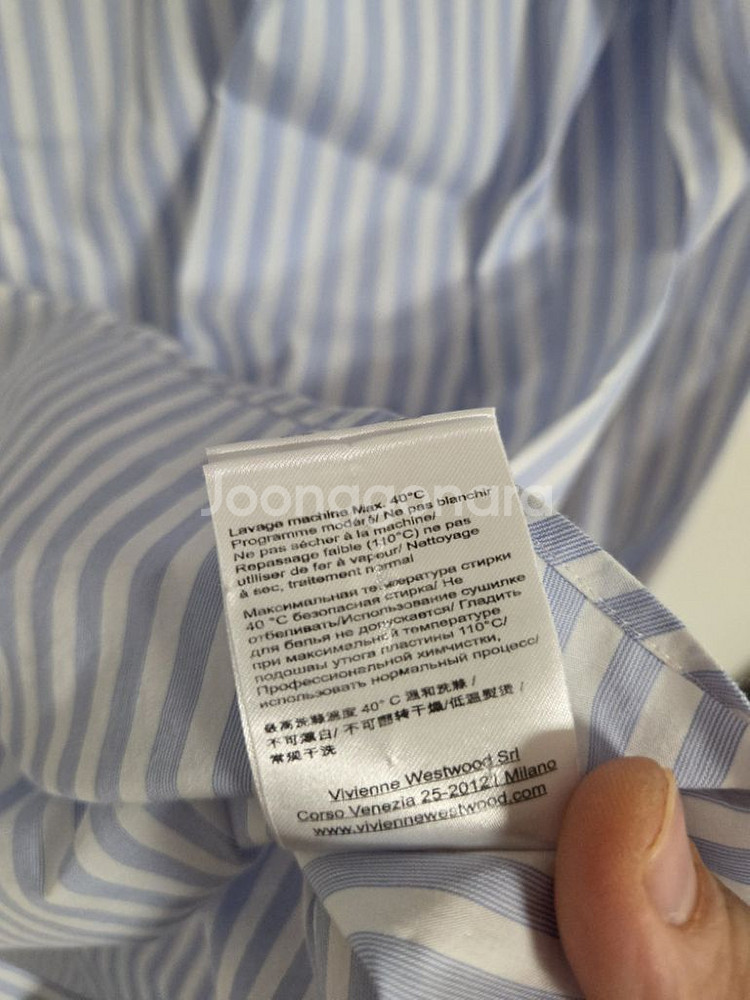 Joonggonara
Lavage machine Max. 40°C
Programme modéré/ Ne pas blanchir
Ne pas sécher à la machine/
Repassage faible (110°C) ne pas
utiliser de fer à vapeur/ Nettoyage
à sec, traitement normal
Максимальная температура стирки
40 °C безопасная стирка/ Не
отбеливать/Использование сушилке
для белья не допускается/ Гладить
при максимальной температуре
подошвы утюга пластины 110°C/
Профессиональной химчистки,
использовать нормальный процесс/
最高洗滌溫度 40° C 溫和洗滌 /
不可漂白/ 不可翻转干燥/低温熨烫 /
常规干洗
Vivienne Westwood Srl
Corso Venezia 25-20121 Milano
www.viviennewestwood.com